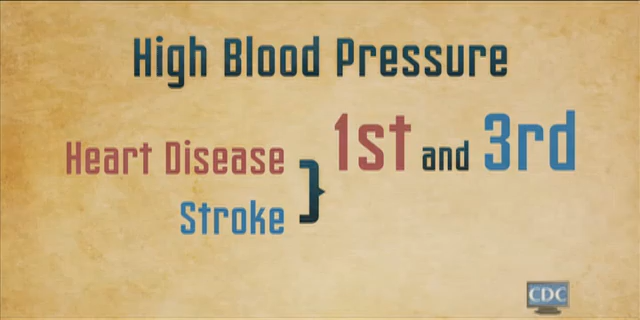 High Blood Pressure
Heart Disease
Stroke
1st and 3rd
CDC